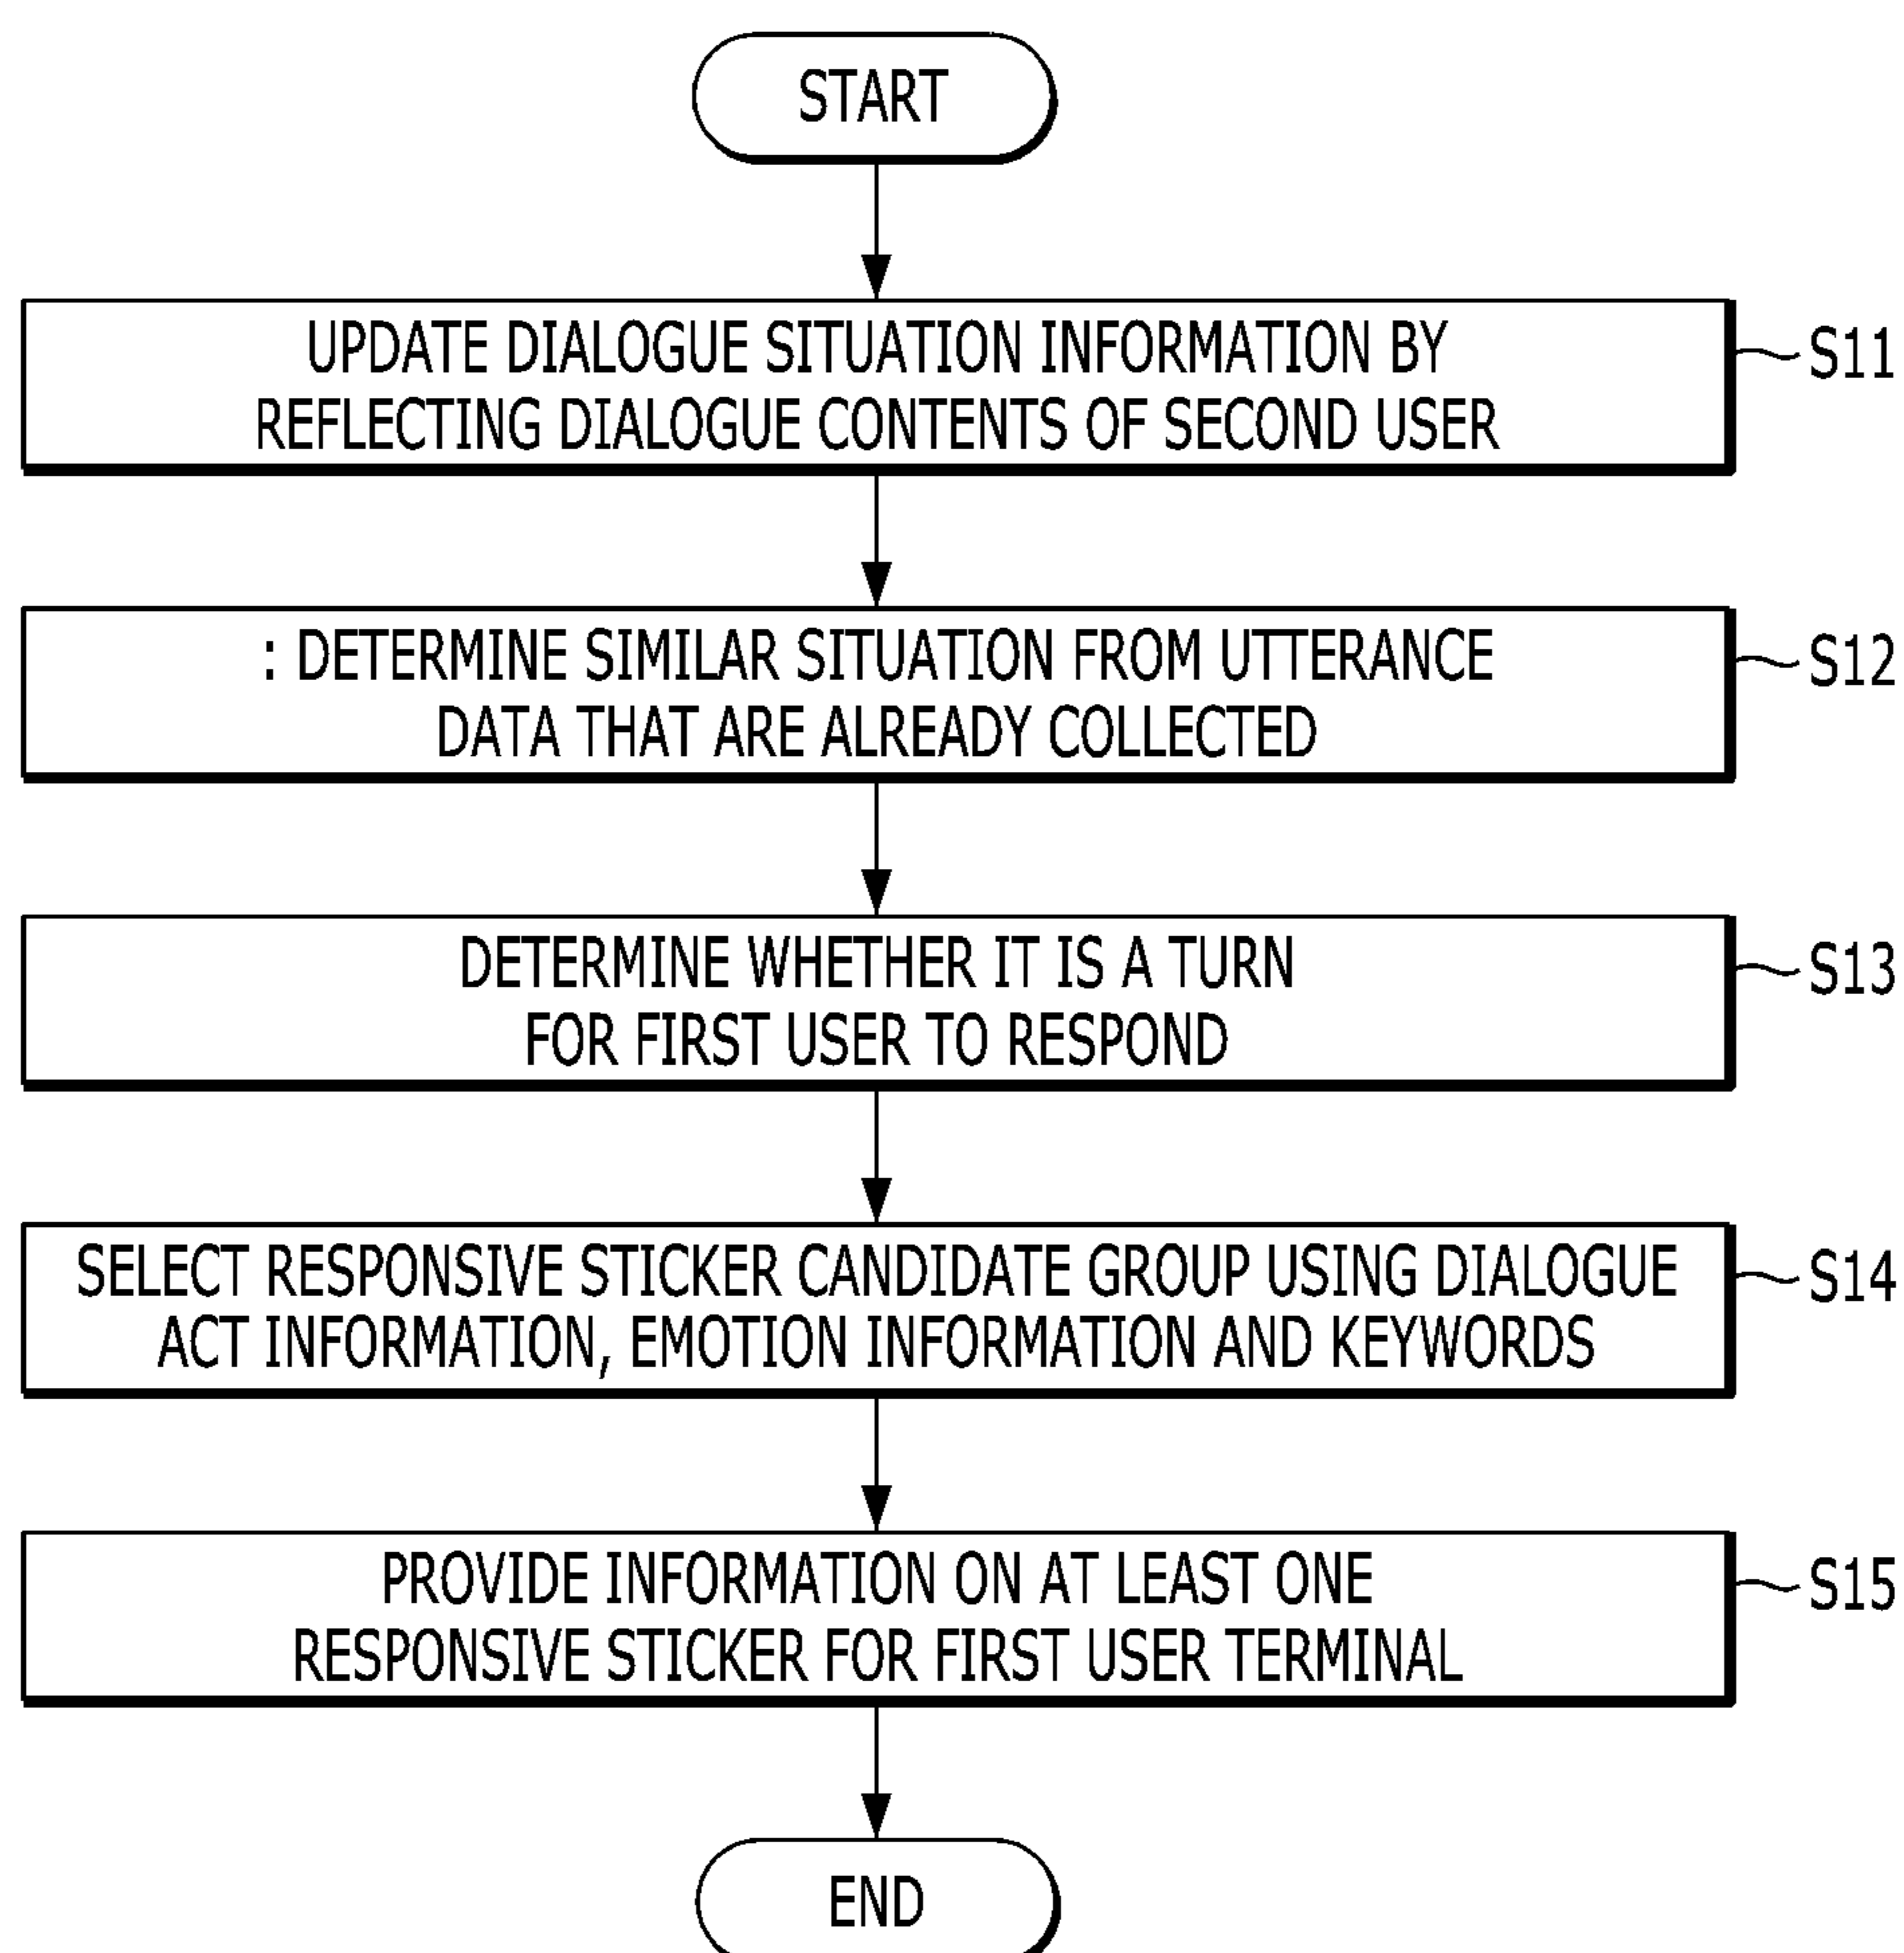 START
UPDATE DIALOGUE SITUATION INFORMATION BY
REFLECTING DIALOGUE CONTENTS OF SECOND USER
S11
: DETERMINE SIMILAR SITUATION FROM UTTERANCE
DATA THAT ARE ALREADY COLLECTED
S12
DETERMINE WHETHER IT IS A TURN
FOR FIRST USER TO RESPOND
S13
SELECT RESPONSIVE STICKER CANDIDATE GROUP USING DIALOGUE
ACT INFORMATION, EMOTION INFORMATION AND KEYWORDS
S14
PROVIDE INFORMATION ON AT LEAST ONE
RESPONSIVE STICKER FOR FIRST USER TERMINAL
S15
END